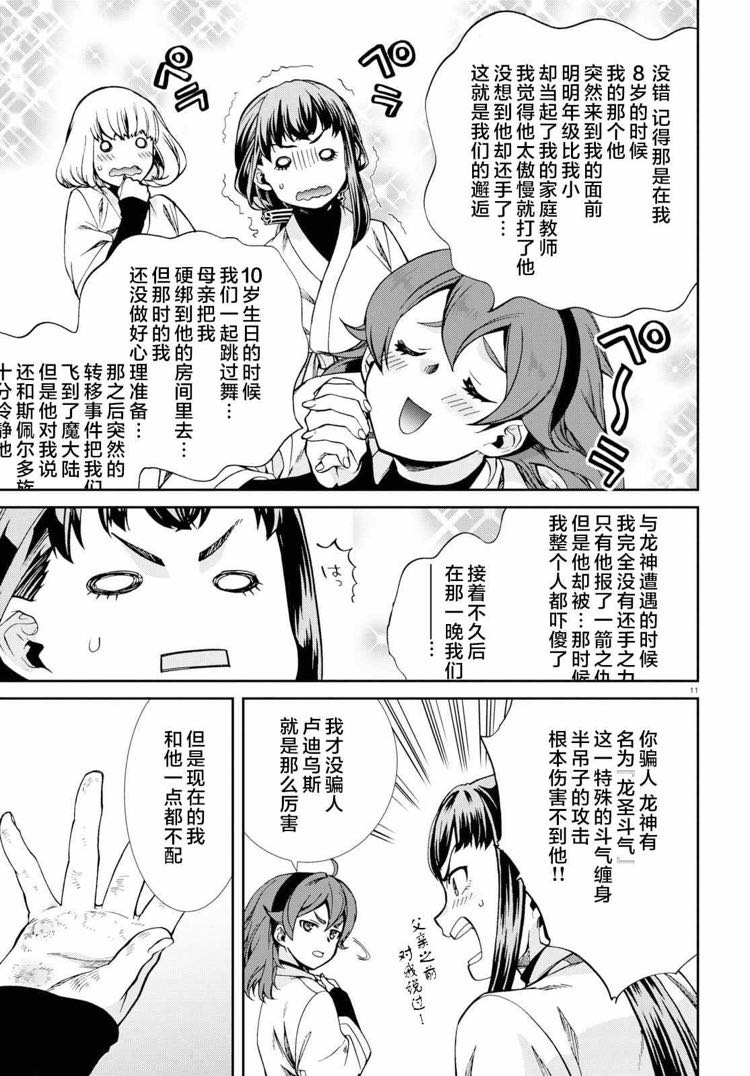 没错 记得那是在我
8岁的时候
我的那个他
突然来到我的面前
明明年级比我小
却当起了我的家庭教师
我觉得他太傲慢就打了他
没想到他却还手了…
这就是我们的邂逅
ペラ
ペラ
ペ〜ラ
10岁生日的时候
我们一起跳过舞…
母亲把我
硬绑到他的房间里去…
但那时的我
还没做好心理准备…
那之后突然的
转移事件把我们
飞到了魔大陆
但是他对我说
还和斯佩尔多族
十分冷静地
与龙神遭遇的时候
我完全没有还手之力
只有他报了一箭之仇
但是他却被…那时候
我整个人都吓傻了
接着不久后
在那一晚我们
————…
11
你骗人 龙神有
名为『龙圣斗气』
这一特殊的斗气缠身
半吊子的攻击
根本伤害不到他!!
父亲之前
对我说过!
我才没骗人
卢迪乌斯
就是那么厉害
但是现在的我
和他一点都不配